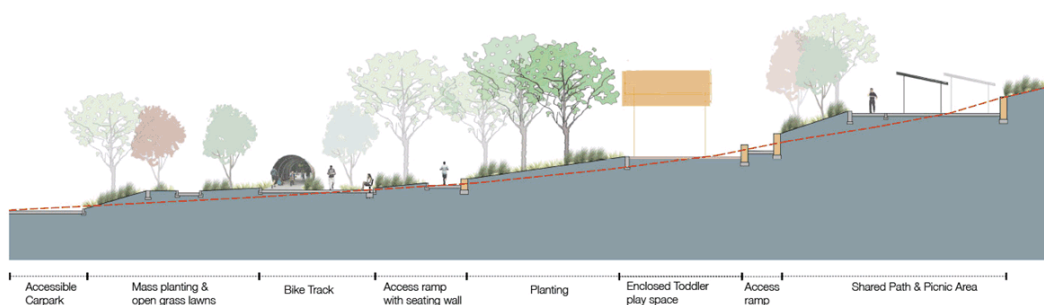 Accessible
Carpark
Mass planting &
open grass lawns
Bike Track
Access ramp
with seating wall
Planting
Enclosed Toddler
play space
Access
ramp
Shared Path & Picnic Area